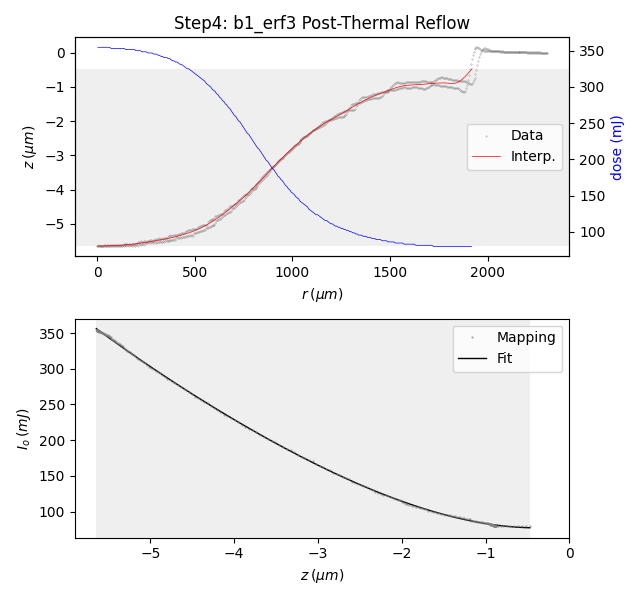 Step4: b1_erf3 Post-Thermal Reflow
0
−1
−2
−3
−4
−5
z (μm)
350
300
250
200
150
100
dose (mJ)
Data
Interp.
0 500 1000 1500 2000
r (μm)
350
300
250
200
150
100
I_o (mJ)
Mapping
Fit
−5 −4 −3 −2 −1 0
z (μm)